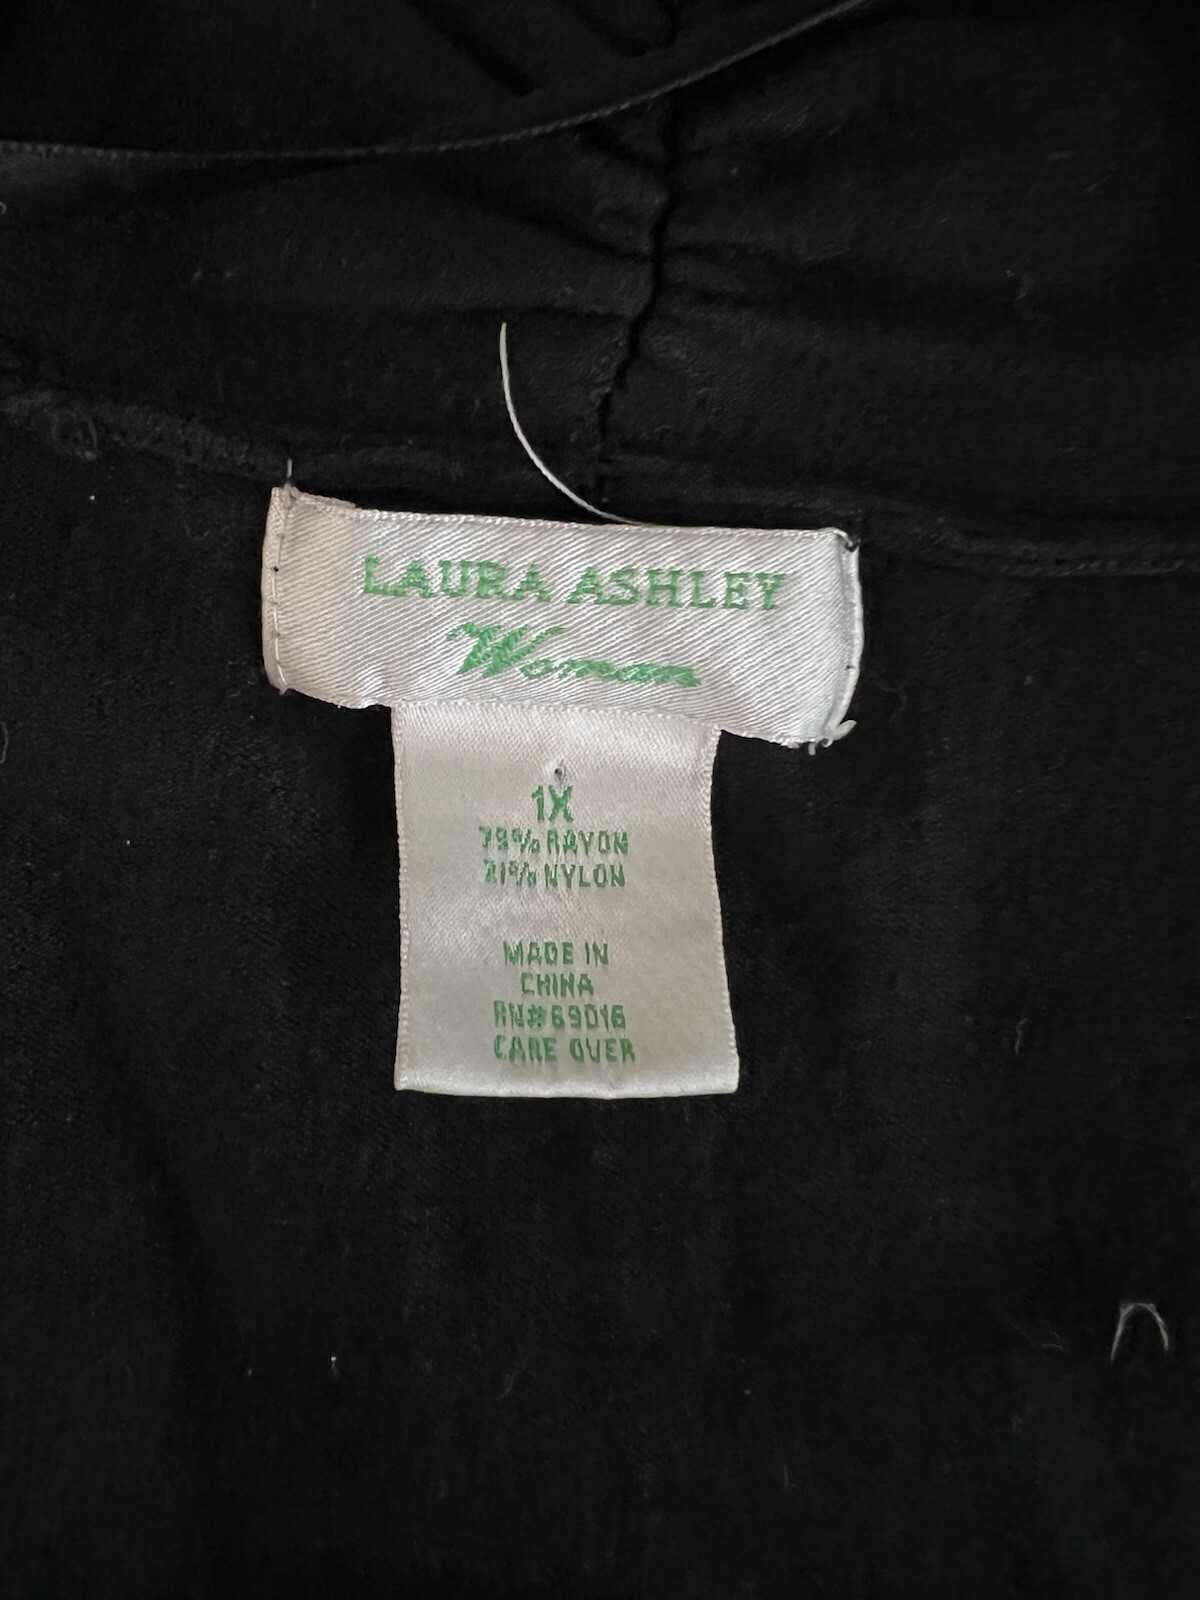 LAURA ASHLEY
Woman
1X
79% RAYON
21% NYLON
MADE IN
CHINA
RN#69016
CARE OVER